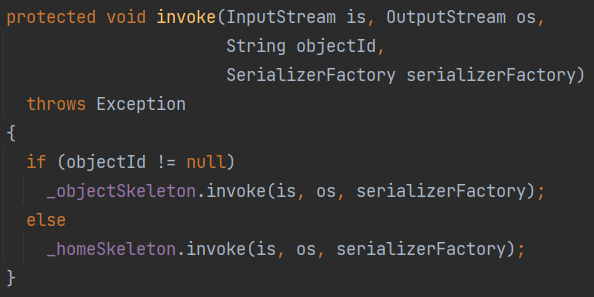 protected void invoke(InputStream is, OutputStream os,
                      String objectId,
                      SerializerFactory serializerFactory)
  throws Exception
{
  if (objectId != null)
    _objectSkeleton.invoke(is, os, serializerFactory);
  else
    _homeSkeleton.invoke(is, os, serializerFactory);
}